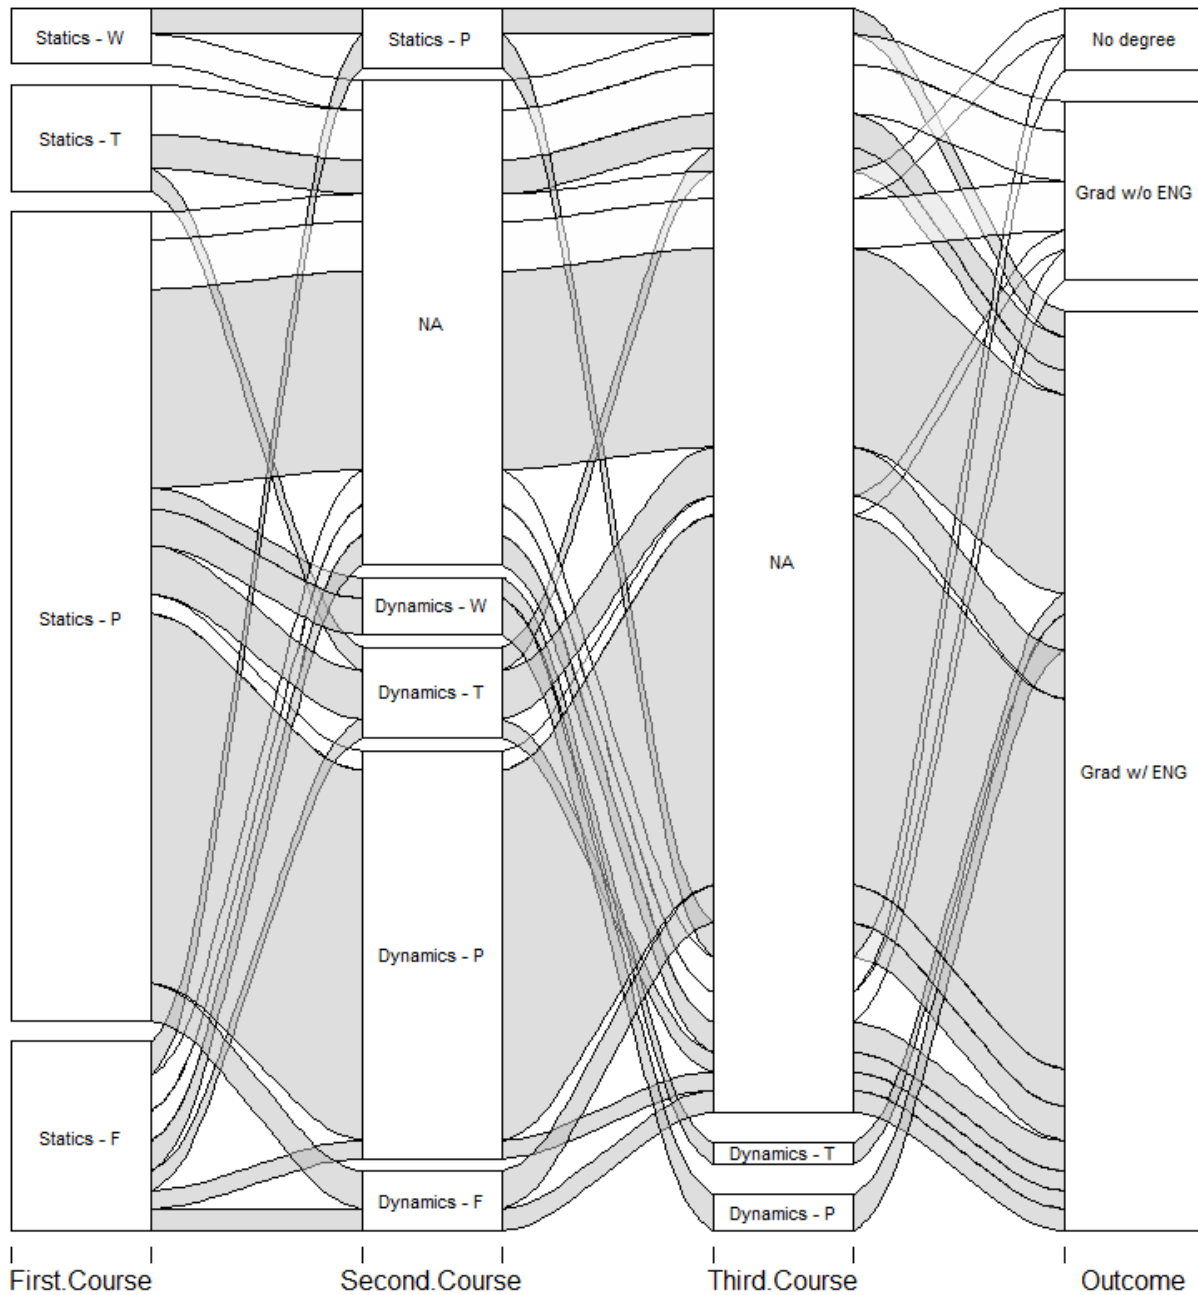 Statics - W
Statics - T
Statics - P
Statics - F
Statics - P
NA
Dynamics - W
Dynamics - T
Dynamics - P
Dynamics - F
NA
Dynamics - T
Dynamics - P
No degree
Grad w/o ENG
Grad w/ ENG
First.Course
Second.Course
Third.Course
Outcome